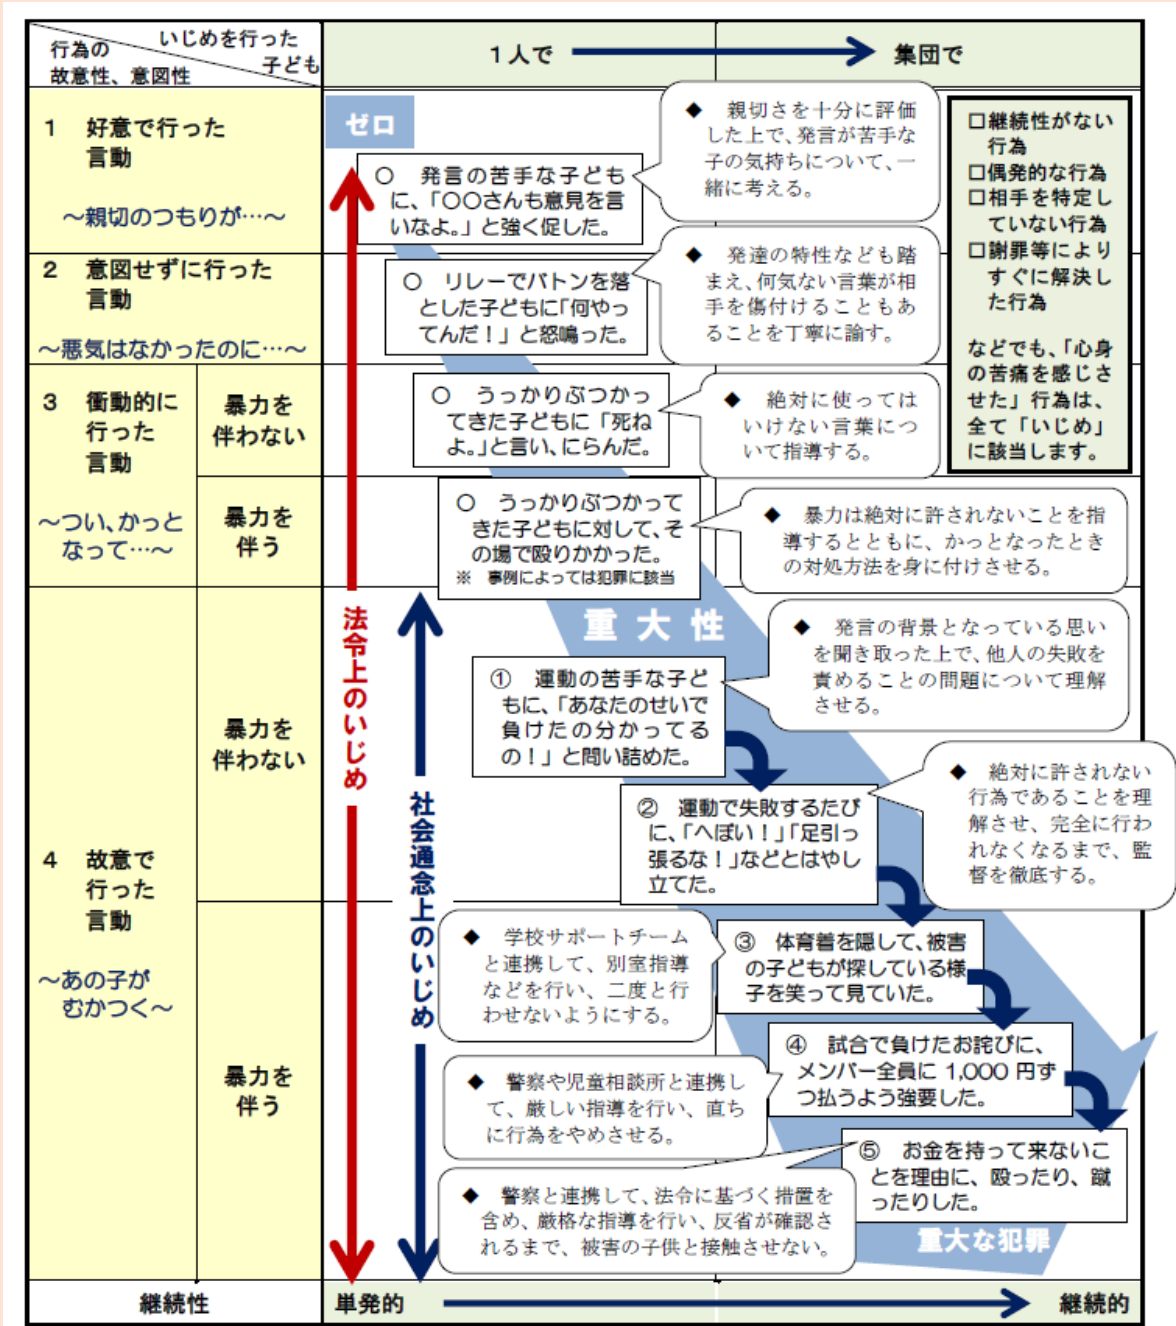 いじめを行った
子ども
行為の
故意性、意図性
1人で
集団で
1 好意で行った
言動
～親切のつもりが…～
ゼロ
○ 発言の苦手な子ども
に、「〇〇さんも意見を言
いなよ。」と強く促した。
◆ 親切さを十分に評価
した上で、発言が苦手な
子の気持ちについて、一
緒に考える。
□継続性がない
行為
□偶発的な行為
□相手を特定し
ていない行為
□謝罪等により
すぐに解決し
た行為
などでも、「心身
の苦痛を感じさ
せた」行為は、
全て「いじめ」
に該当します。
2 意図せずに行った
言動
～悪気はなかったのに…～
○ リレーでバトンを落
とした子どもに「何やっ
てんだ！」と怒鳴った。
◆ 発達の特性なども踏
まえ、何気ない言葉が相
手を傷付けることもあ
ることを丁寧に諭す。
3 衝動的に
行った
言動
～つい、かっと
なって…～
暴力を
伴わない
○ うっかりぶつかっ
てきた子どもに「死ね
よ。」と言い、にらんだ。
◆ 絶対に使っては
いけない言葉につ
いて指導する。
暴力を
伴う
○ うっかりぶつかって
きた子どもに対して、そ
の場で殴りかかった。
※ 事例によっては犯罪に該当
◆ 暴力は絶対に許されないことを指
導するとともに、かっとなったとき
の対処方法を身に付けさせる。
法令上のいじめ
社会通念上のいじめ
重大性
4 故意で
行った
言動
～あの子が
むかつく～
暴力を
伴わない
① 運動の苦手な子ど
もに、「あなたのせいで
負けたの分かってる
の！」と問い詰めた。
◆ 発言の背景となっている思い
を聞き取った上で、他人の失敗を
責めることの問題について理解
させる。
② 運動で失敗するたび
に、「へぼい！」「足引っ
張るな！」などとはやし
立てた。
◆ 絶対に許されない
行為であることを理
解させ、完全に行わ
れなくなるまで、監
督を徹底する。
暴力を
伴う
③ 体育着を隠して、被害
の子どもが探している様
子を笑って見ていた。
◆ 学校サポートチーム
と連携して、別室指導
などを行い、二度と行
わせないようにする。
④ 試合で負けたお詫びに、
メンバー全員に 1,000 円ず
つ払うよう強要した。
◆ 警察や児童相談所と連携し
て、厳しい指導を行い、直ち
に行為をやめさせる。
⑤ お金を持って来ないこ
とを理由に、殴ったり、蹴
ったりした。
◆ 警察と連携して、法令に基づく措置を
含め、厳格な指導を行い、反省が確認さ
れるまで、被害の子供と接触させない。
重大な犯罪
継続性
単発的
継続的